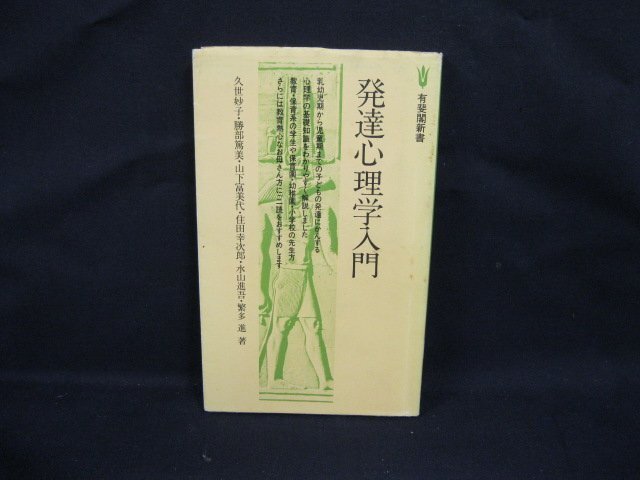 有斐閣新書
発達心理学入門
乳幼児期から児童期までの子どもの発達にかんする
心理学の基礎知識をわかりやすく解説しました
教育・保育系の学生や保育園・幼稚園・小学校の先生方
さらには教育熱心なお母さん方にご一読をおすすめします
久世妙子・勝部篤美・山下富美代・住田幸次郎・水山進吾・繁多 進 著